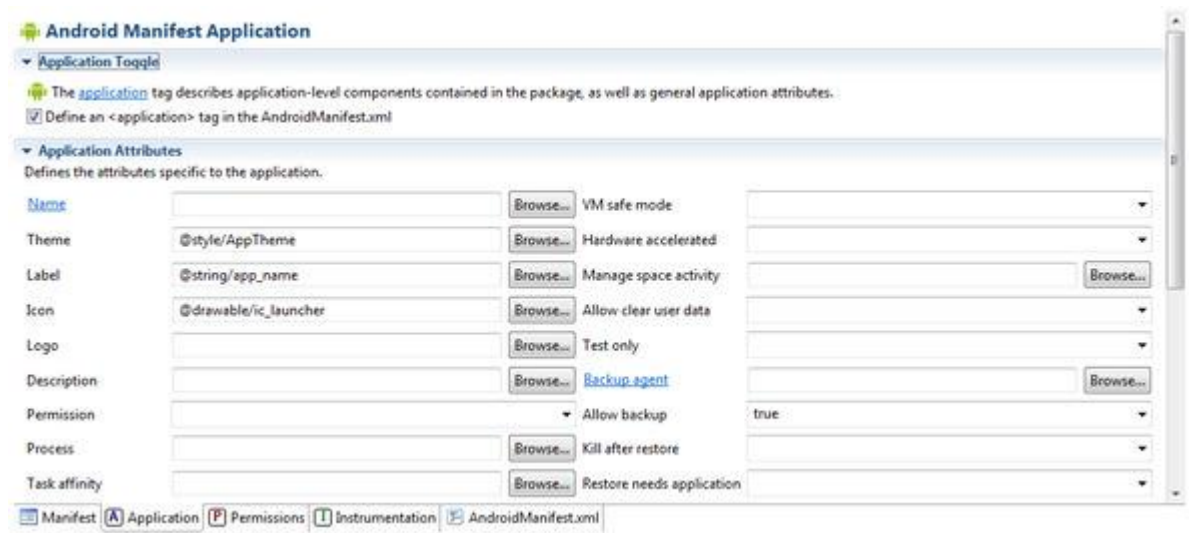 Android Manifest Application
Application Toggle
The application tag describes application-level components contained in the package, as well as general application attributes.
Define an <application> tag in the AndroidManifest.xml
Application Attributes
Defines the attributes specific to the application.
Name Browse... VM safe mode
Theme @style/AppTheme Browse... Hardware accelerated
Label @string/app_name Browse... Manage space activity Browse...
Icon @drawable/ic_launcher Browse... Allow clear user data
Logo Browse... Test only
Description Browse... Backup agent Browse...
Permission Allow backup true
Process Browse... Kill after restore
Task affinity Browse... Restore needs application
Manifest A Application P Permissions I Instrumentation F AndroidManifest.xml